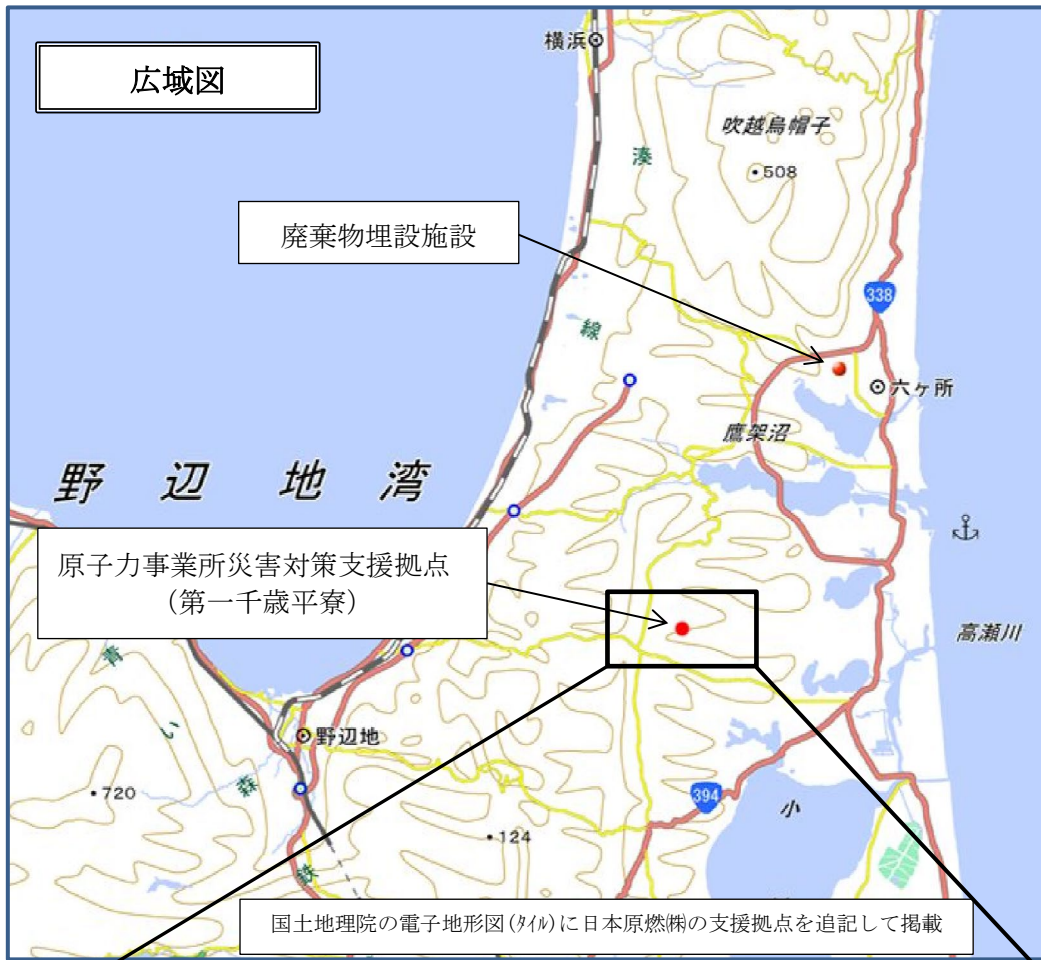 広域図
横浜
吹越烏帽子
湊
・508
廃棄物埋設施設
338
線
六ヶ所
鷹架沼
野辺地湾
原子力事業所災害対策支援拠点
(第一千歳平寮)
高瀬川
青い森鉄
野辺地
・720
394
小
・124
国土地理院の電子地形図(ﾀｲﾙ)に日本原燃㈱の支援拠点を追記して掲載